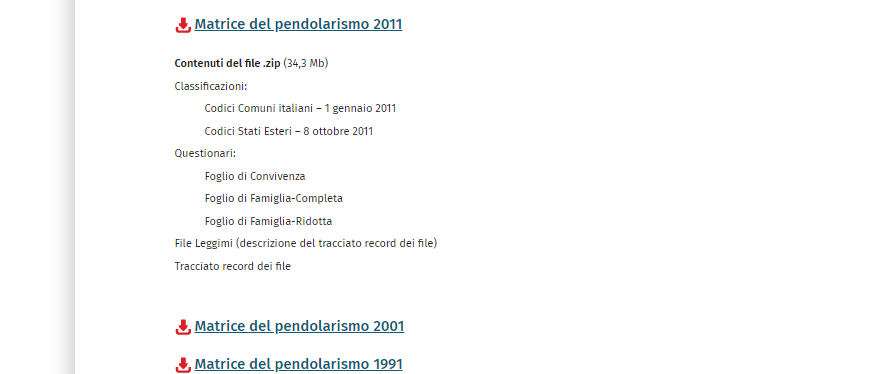 Matrice del pendolarismo 2011
Contenuti del file .zip (34,3 Mb)
Classificazioni:
Codici Comuni italiani – 1 gennaio 2011
Codici Stati Esteri – 8 ottobre 2011
Questionari:
Foglio di Convivenza
Foglio di Famiglia-Completa
Foglio di Famiglia-Ridotta
File Leggimi (descrizione del tracciato record dei file)
Tracciato record dei file
Matrice del pendolarismo 2001
Matrice del pendolarismo 1991